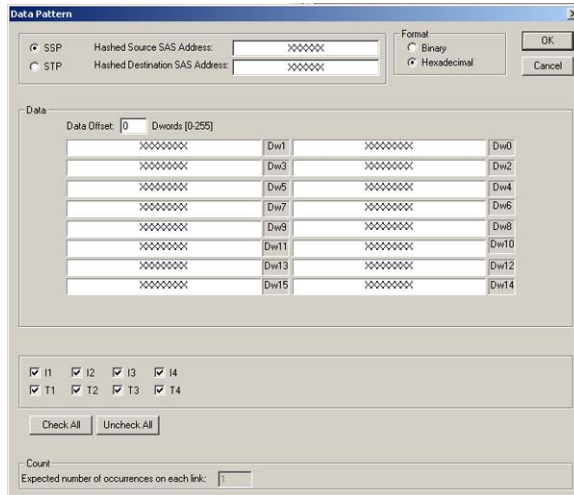 Data Pattern
SSP Hashed Source SAS Address: XXXXXX
STP Hashed Destination SAS Address: XXXXXX
Format
Binary
Hexadecimal
OK
Cancel
Data
Data Offset: 0 Dwords [0-255]
XXXXXXXX Dw1 XXXXXXXX Dw0
XXXXXXXX Dw3 XXXXXXXX Dw2
XXXXXXXX Dw5 XXXXXXXX Dw4
XXXXXXXX Dw7 XXXXXXXX Dw6
XXXXXXXX Dw9 XXXXXXXX Dw8
XXXXXXXX Dw11 XXXXXXXX Dw10
XXXXXXXX Dw13 XXXXXXXX Dw12
XXXXXXXX Dw15 XXXXXXXX Dw14
I1 I2 I3 I4
T1 T2 T3 T4
Check All Uncheck All
Count
Expected number of occurrences on each link: 1